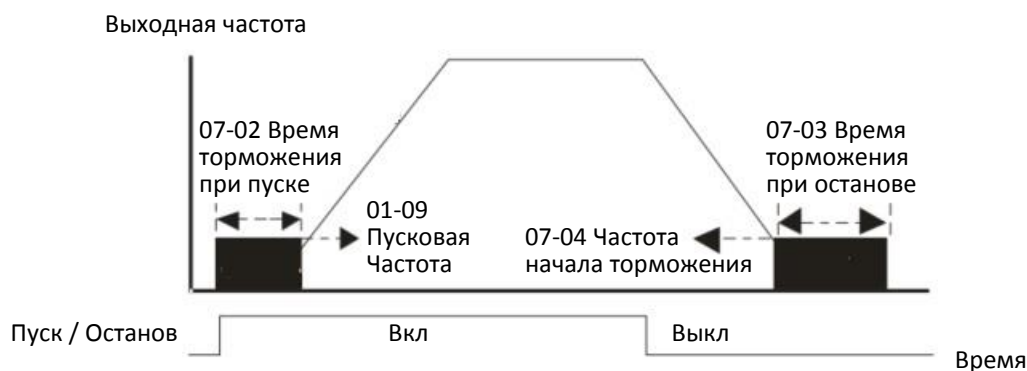 Выходная частота
07-02 Время
торможения
при пуске
07-03 Время
торможения
при останове
01-09
Пусковая
Частота
07-04 Частота
начала торможения
Пуск / Останов
Вкл
Выкл
Время